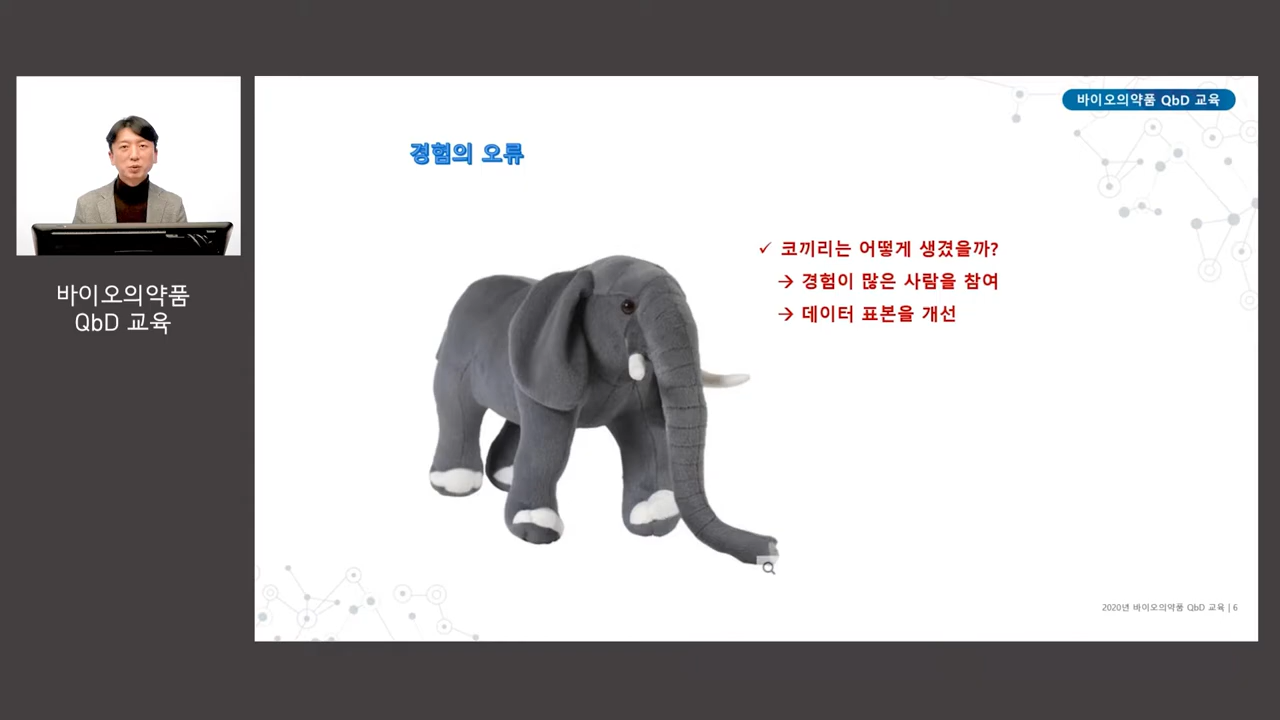 바이오의약품 QbD 교육
경험의 오류
✓ 코끼리는 어떻게 생겼을까?
→ 경험이 많은 사람을 참여
→ 데이터 표본을 개선
바이오의약품
QbD 교육
2020년 바이오의약품 QbD 교육 | 6